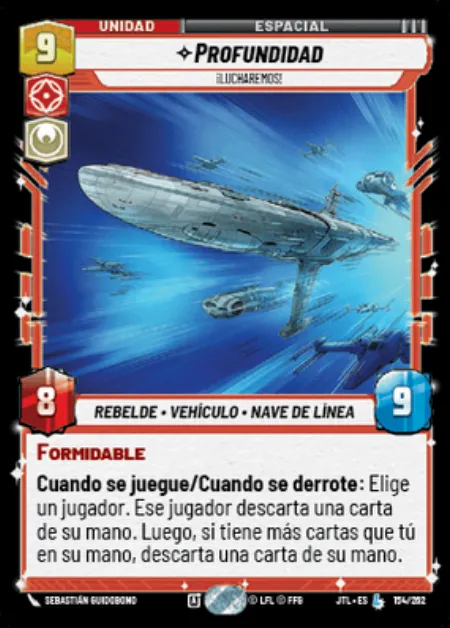 UNIDAD
ESPACIAL
9
PROFUNDIDAD
¡LUCHAREMOS!
8
REBELDE • VEHÍCULO • NAVE DE LÍNEA
9
FORMIDABLE
Cuando se juegue/Cuando se derrote: Elige
un jugador. Ese jugador descarta una carta
de su mano. Luego, si tiene más cartas que tú
en su mano, descarta una carta de su mano.
SEBASTIÁN GUIDOBONO
A
© LFL © FFG
JTL • ES
L
154/262